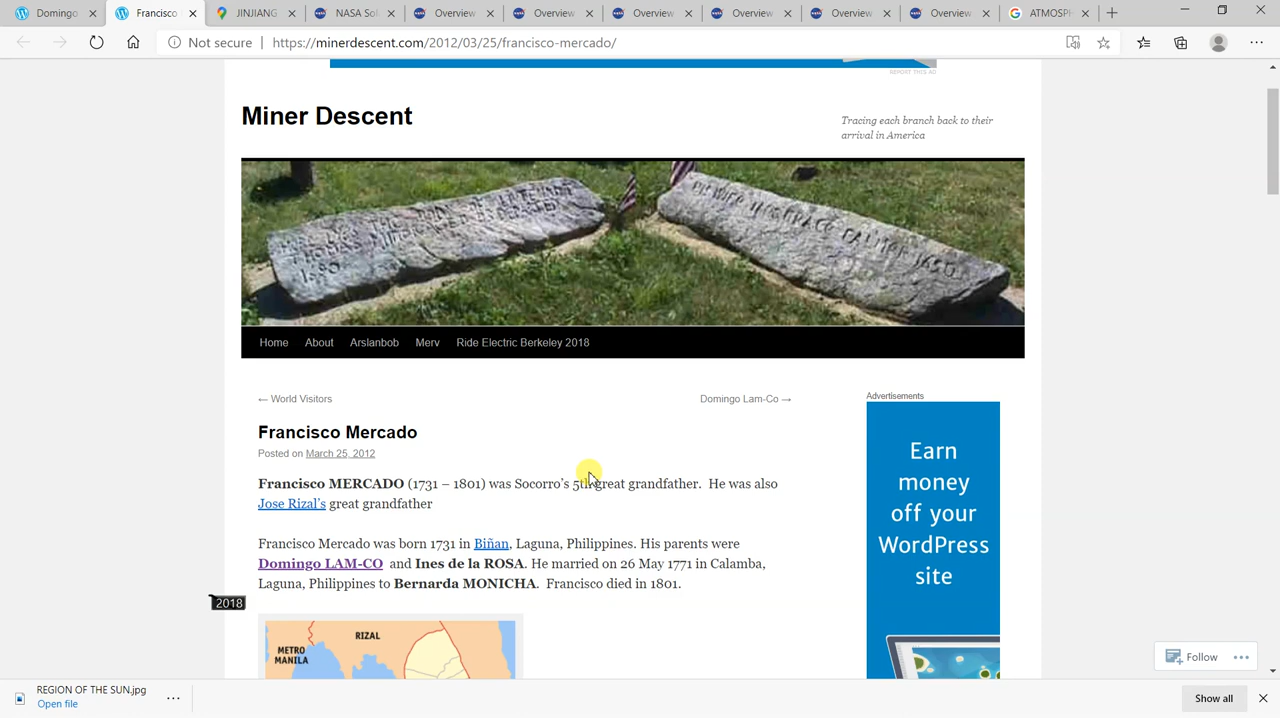 Domingo
Francisco
JINJIANG
NASA Sol
Overview
Overview
Overview
Overview
Overview
Overview
ATMOSPH
Not secure
https://minerdescent.com/2012/03/25/francisco-mercado/
REPORT THIS AD
Miner Descent
Tracing each branch back to their
arrival in America
Home About Arslanbob Merv Ride Electric Berkeley 2018
← World Visitors
Domingo Lam-Co →
Advertisements
Francisco Mercado
Posted on March 25, 2012
Francisco MERCADO (1731 – 1801) was Socorro's 5th great grandfather. He was also
Jose Rizal's great grandfather
Francisco Mercado was born 1731 in Biñan, Laguna, Philippines. His parents were
Domingo LAM-CO and Ines de la ROSA. He married on 26 May 1771 in Calamba,
Laguna, Philippines to Bernarda MONICHA. Francisco died in 1801.
Earn
money
off your
WordPress
site
2018
RIZAL
METRO
MANILA
Follow
REGION OF THE SUN.jpg
Open file
Show all